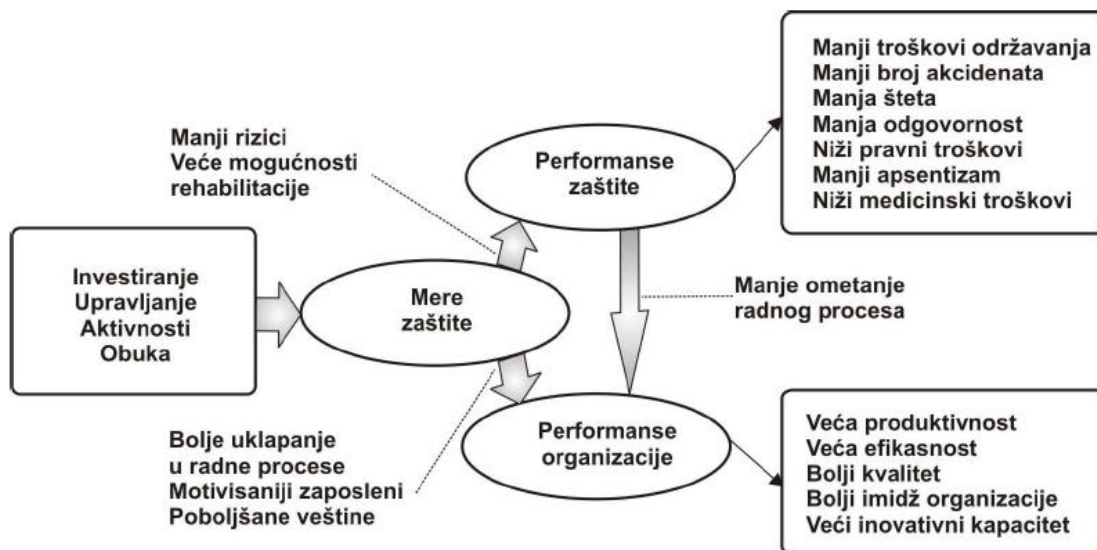 Investiranje
Upravljanje
Aktivnosti
Obuka
Mere
zaštite
Manji rizici
Veće mogućnosti
rehabilitacije
Bolje uklapanje
u radne procese
Motivisaniji zaposleni
Poboljšane veštine
Performanse
zaštite
Manje ometanje
radnog procesa
Performanse
organizacije
Manji troškovi održavanja
Manji broj akcidenata
Manja šteta
Manja odgovornost
Niži pravni troškovi
Manji apsentizam
Niži medicinski troškovi
Veća produktivnost
Veća efikasnost
Bolji kvalitet
Bolji imidž organizacije
Veći inovativni kapacitet